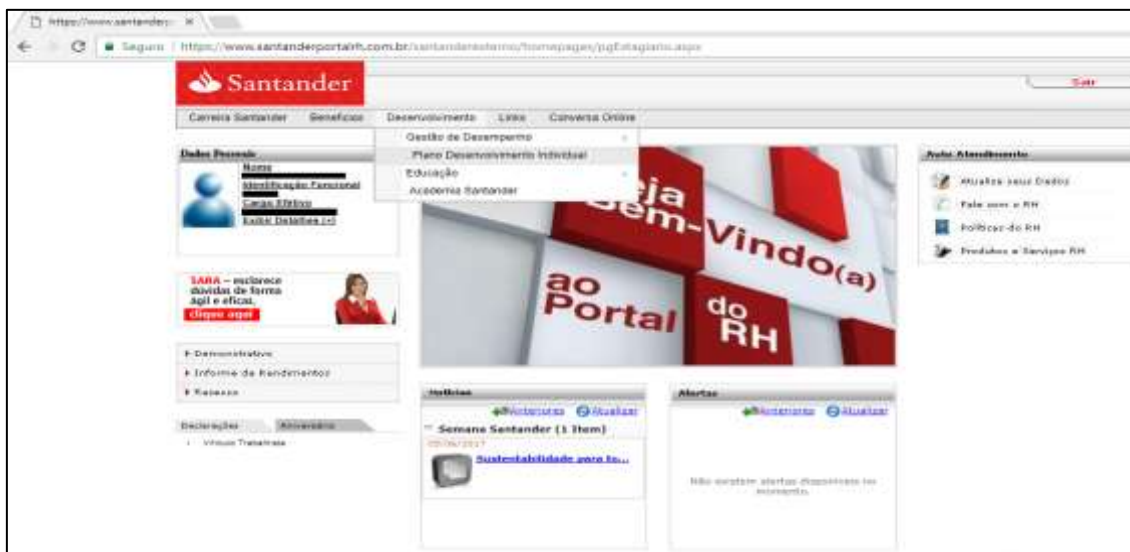 https://www.santander
Seguro | https://www.santanderportalrh.com.br/santanderexterno/homepages/pgEstagiario.aspx
Santander
Sair
Carreira Santander Benefícios Desenvolvimento Links Conversa Online
Gestão de Desempenho
Plano Desenvolvimento Individual
Educação
Academia Santander
Dados Pessoais
Nome
Identificação Funcional
Cargo Efetivo
Exibir Detalhes [+]
Seja
Bem-Vindo(a)
ao
Portal
do
RH
Auto Atendimento
Atualize seus Dados
Fale com o RH
Políticas do RH
Produtos e Serviços RH
SARA – esclarece
dúvidas de forma
ágil e eficaz.
clique aqui
Demonstrativo
Informe de Rendimentos
Recesso
Declarações Aniversário
Vínculo Trabalhista
Notícias
Anteriores Atualizar
Semana Santander (1 Item)
05/06/2017
Sustentabilidade para to...
Alertas
Anteriores Atualizar
Não existem alertas disponíveis no
momento.